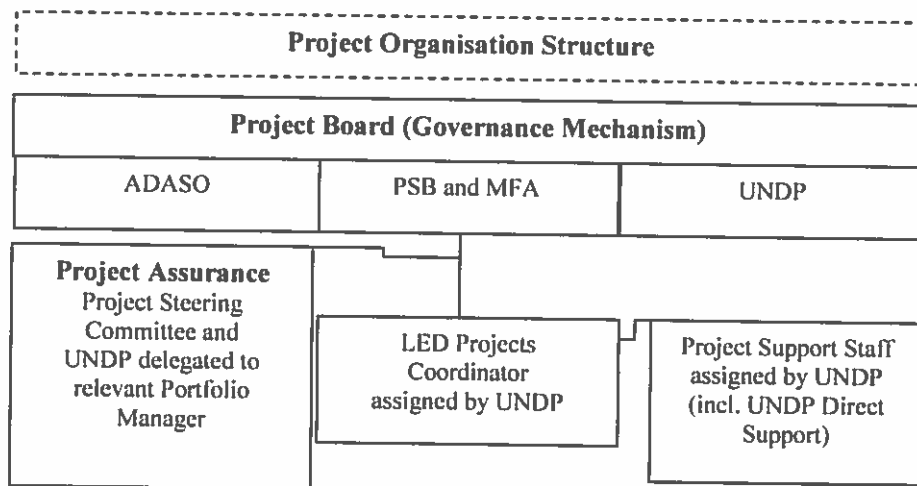 Project Organisation Structure
Project Board (Governance Mechanism)
ADASO
PSB and MFA
UNDP
Project Assurance
Project Steering
Committee and
UNDP delegated to
relevant Portfolio
Manager
LED Projects
Coordinator
assigned by UNDP
Project Support Staff
assigned by UNDP
(incl. UNDP Direct
Support)